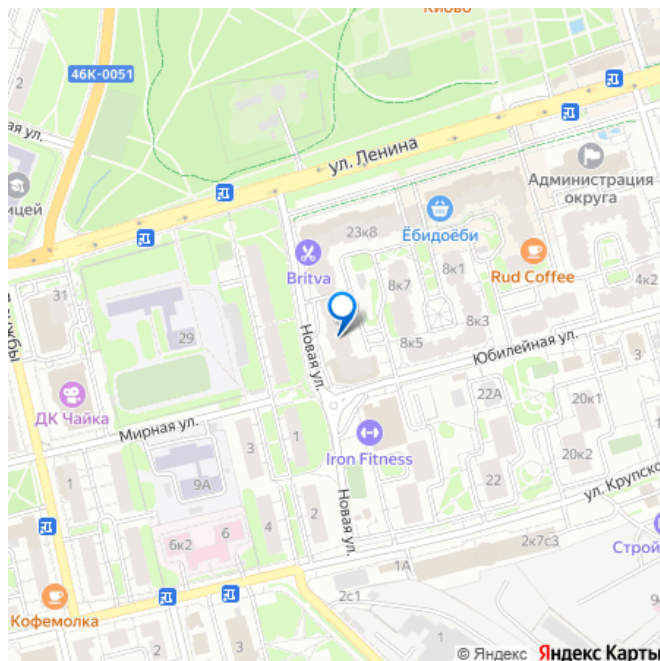 Киово
2
46К-0051
ая ул.
ул. Ленина
Администрация
округа
ицей
Ёбидоёби
23к8
Britva
8к1
Rud Coffee
31
8к7
4к2
29
8к3
8к5
Новая ул.
Юбилейная ул.
3
ДК Чайка
22А
20к1
Мирная ул.
1
3
Iron Fitness
20к2
1
9А
22
ул. Крупско
2
Новая ул.
6
4
6к2
2к7с3
Строй
1А
2с1
9
Кофемолка
1
2
© Яндекс Яндекс Карты